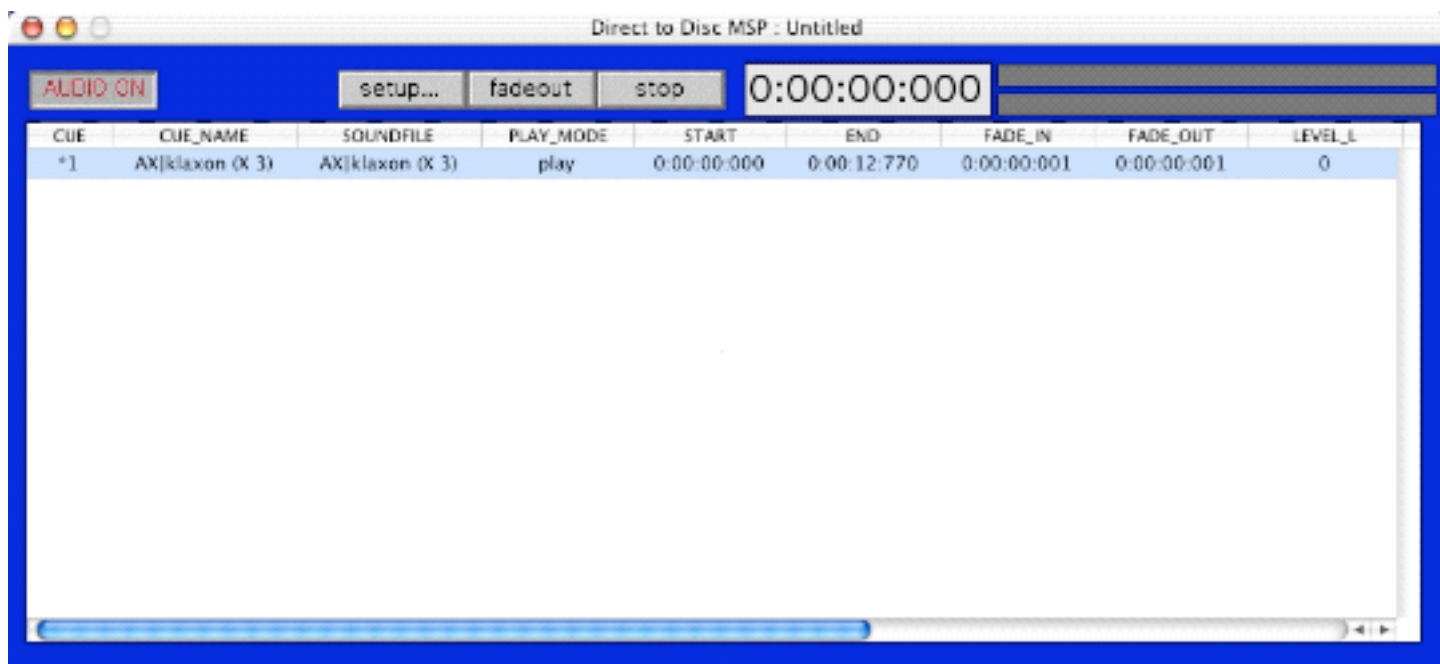 Direct to Disc MSP : Untitled
AUDIO ON setup... fadeout stop 0:00:00:000
CUE CUE_NAME SOUNDFILE PLAY_MODE START END FADE_IN FADE_OUT LEVEL_L
*1 AX|klaxon (X 3) AX|klaxon (X 3) play 0:00:00:000 0:00:12:770 0:00:00:001 0:00:00:001 0